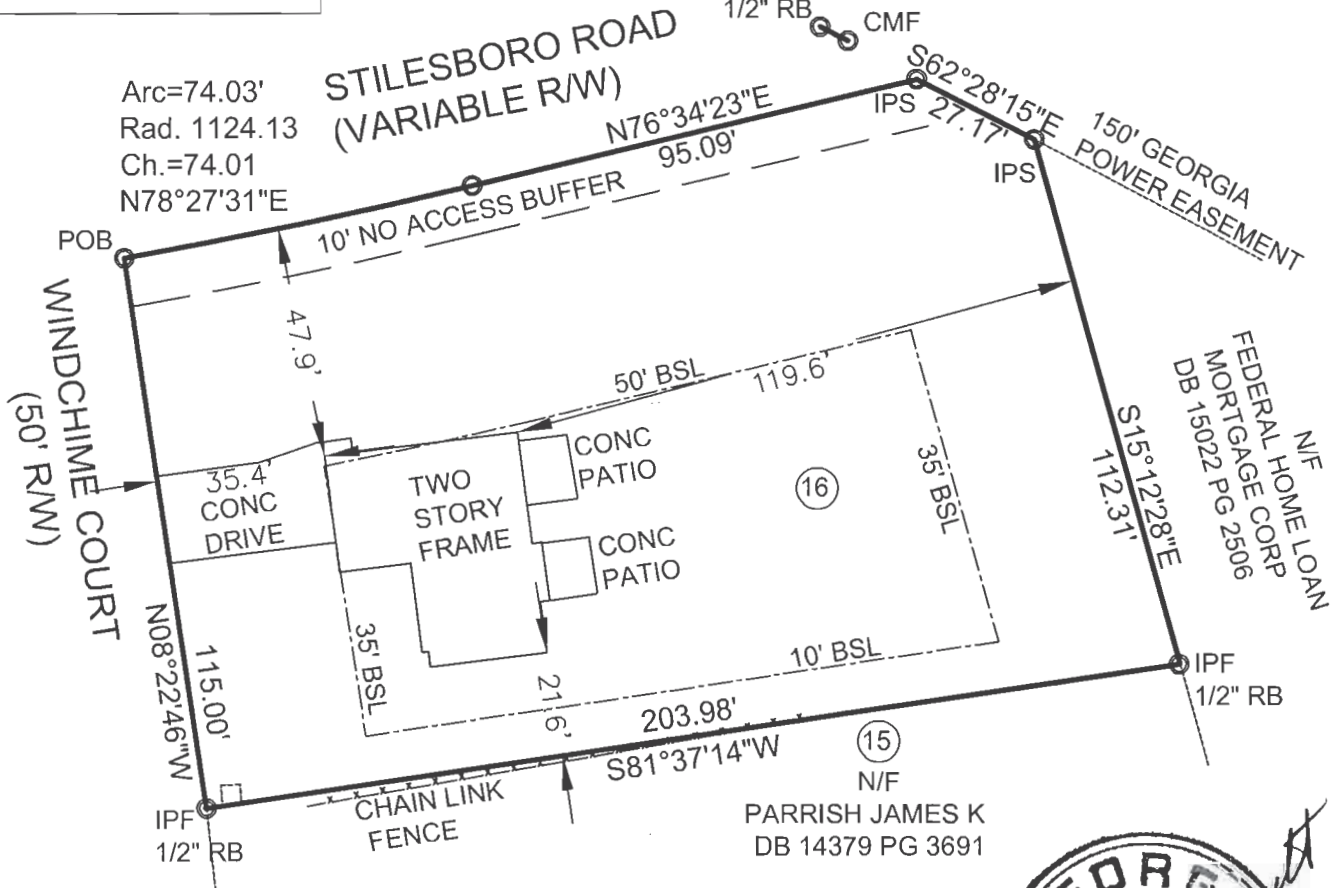 1/2" RB
CMF
STILESBORO ROAD
(VARIABLE R/W)
Arc=74.03'
Rad. 1124.13
Ch.=74.01
N78°27'31"E
N76°34'23"E
95.09'
IPS
S62°28'15"E
27.17'
IPS
150' GEORGIA
POWER EASEMENT
POB
10' NO ACCESS BUFFER
WINDCHIME COURT
(50' R/W)
47.9'
50' BSL
119.6'
35.4'
CONC
DRIVE
TWO
STORY
FRAME
CONC
PATIO
CONC
PATIO
16
35' BSL
S15°12'28"E
112.31'
N/F
FEDERAL HOME LOAN
MORTGAGE CORP
DB 15022 PG 2506
N08°22'46"W
115.00'
35' BSL
21.6'
10' BSL
IPF
1/2" RB
203.98'
S81°37'14"W
15
N/F
PARRISH JAMES K
DB 14379 PG 3691
CHAIN LINK
FENCE
IPF
1/2" RB